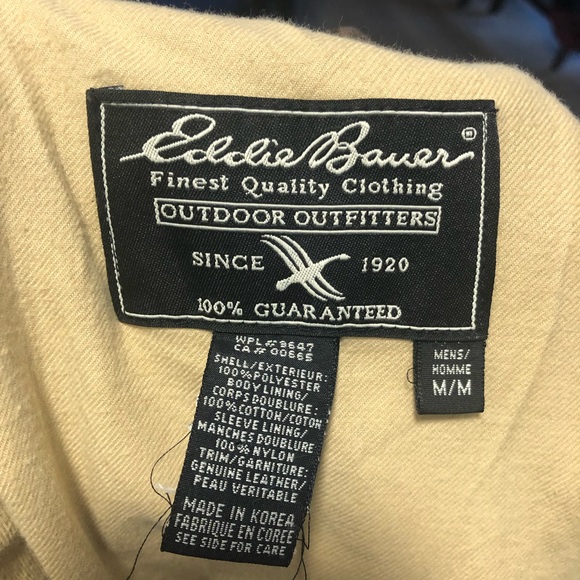 Eddie Bauer ®
Finest Quality Clothing
OUTDOOR OUTFITTERS
SINCE 1920
100% GUARANTEED
WPL# 9647
CA# 00665
SHELL/EXTERIEUR:
100% POLYESTER
BODY LINING/
CORPS DOUBLURE:
100% COTTON/COTON
SLEEVE LINING/
MANCHES DOUBLURE
100% NYLON
TRIM/GARNITURE:
GENUINE LEATHER/
PEAU VERITABLE
MADE IN KOREA
FABRIQUE EN COREE
SEE SIDE FOR CARE
MENS/
HOMME
M/M